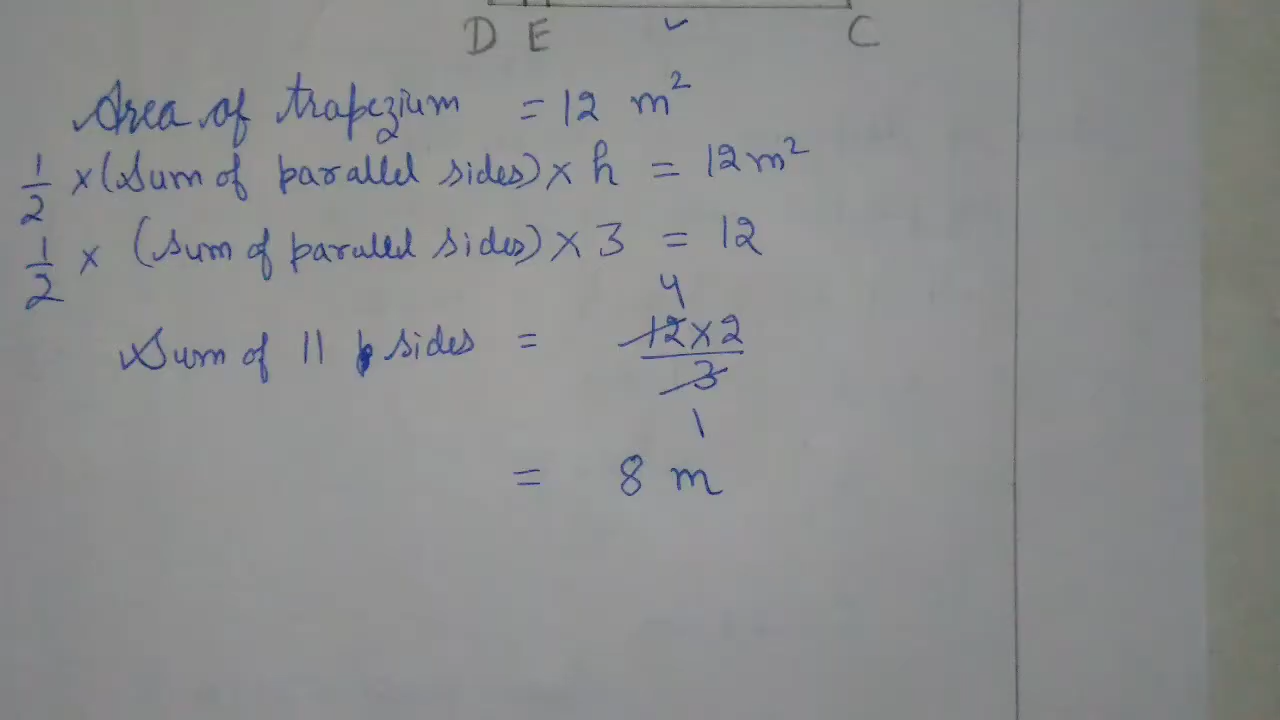 D E C
Area of trapezium = 12 m²
1/2 × (Sum of parallel sides) × h = 12 m²
1/2 × (Sum of parallel sides) × 3 = 12
4
Sum of || sides = 12×2/3
1
= 8 m